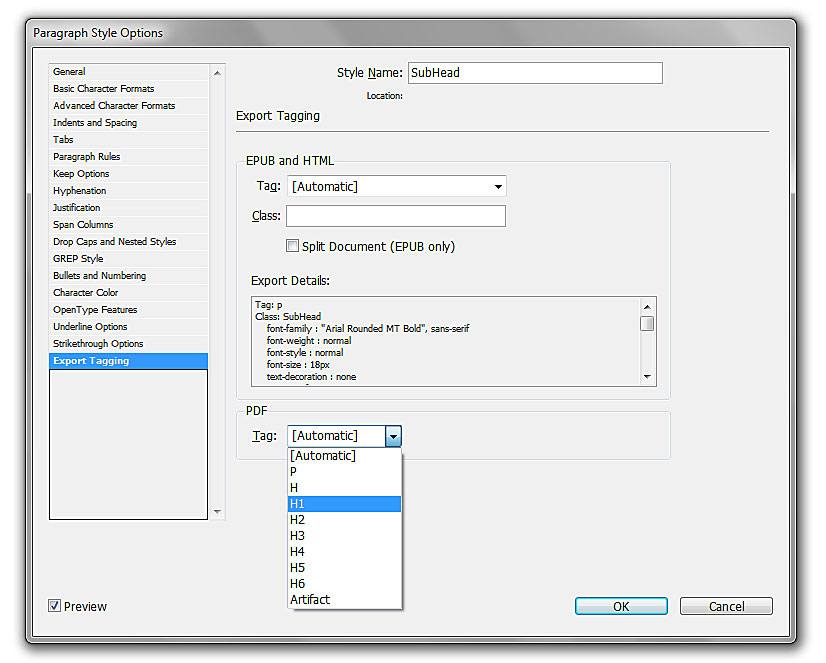 Paragraph Style Options
General
Basic Character Formats
Advanced Character Formats
Indents and Spacing
Tabs
Paragraph Rules
Keep Options
Hyphenation
Justification
Span Columns
Drop Caps and Nested Styles
GREP Style
Bullets and Numbering
Character Color
OpenType Features
Underline Options
Strikethrough Options
Export Tagging
Style Name: SubHead
Location:
Export Tagging
EPUB and HTML
Tag: [Automatic]
Class:
Split Document (EPUB only)
Export Details:
Tag: p
Class: SubHead
font-family : "Arial Rounded MT Bold", sans-serif
font-weight : normal
font-style : normal
font-size : 18px
text-decoration : none
PDF
Tag: [Automatic]
[Automatic]
P
H
H1
H2
H3
H4
H5
H6
Artifact
Preview
OK Cancel